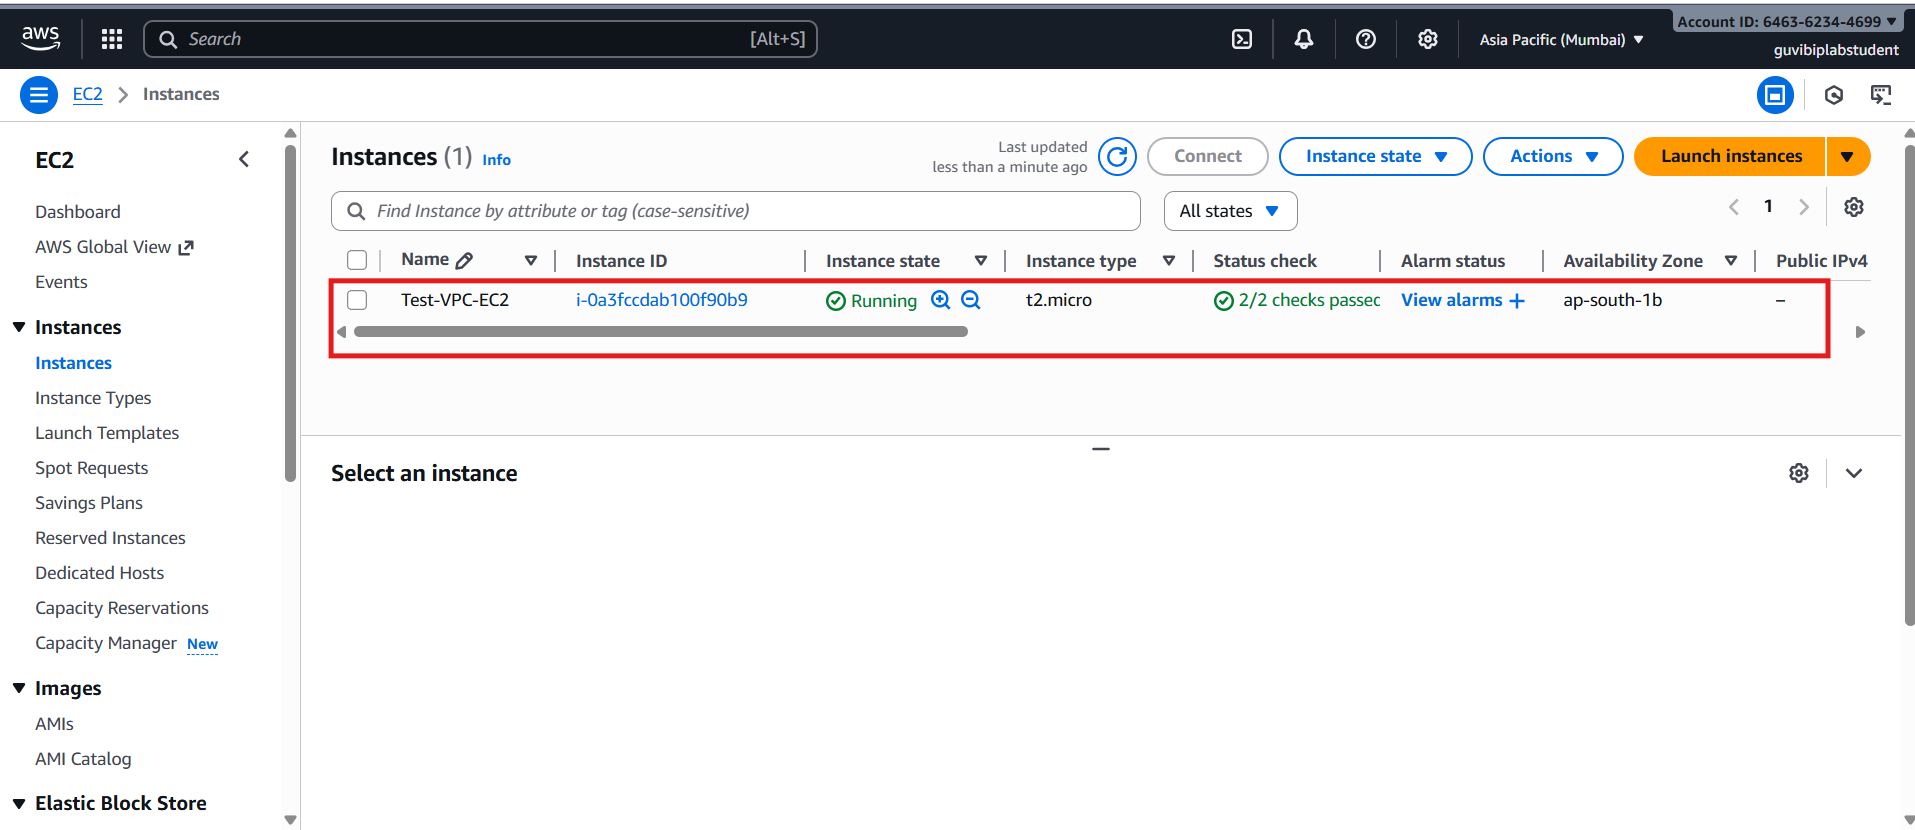 aws
Search [Alt+S]
Asia Pacific (Mumbai)
Account ID: 6463-6234-4699
guvibiplabstudent
EC2 Instances
EC2
Dashboard
AWS Global View
Events
Instances
Instances
Instance Types
Launch Templates
Spot Requests
Savings Plans
Reserved Instances
Dedicated Hosts
Capacity Reservations
Capacity Manager New
Images
AMIs
AMI Catalog
Elastic Block Store
Instances (1) Info
Last updated
less than a minute ago
Connect
Instance state
Actions
Launch instances
Find Instance by attribute or tag (case-sensitive)
All states
1
Name Instance ID Instance state Instance type Status check Alarm status Availability Zone Public IPv4
Test-VPC-EC2 i-0a3fccdab100f90b9 Running t2.micro 2/2 checks passed View alarms + ap-south-1b –
Select an instance